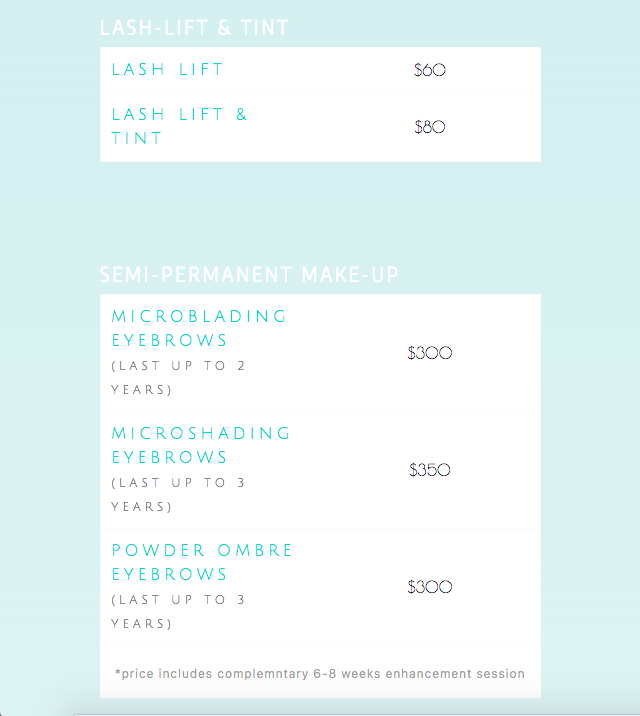 LASH-LIFT & TINT
LASH LIFT $60
LASH LIFT &
TINT $80
SEMI-PERMANENT MAKE-UP
MICROBLADING
EYEBROWS
(LAST UP TO 2
YEARS)
$300
MICROSHADING
EYEBROWS
(LAST UP TO 3
YEARS)
$350
POWDER OMBRE
EYEBROWS
(LAST UP TO 3
YEARS)
$300
*price includes complemntary 6-8 weeks enhancement session